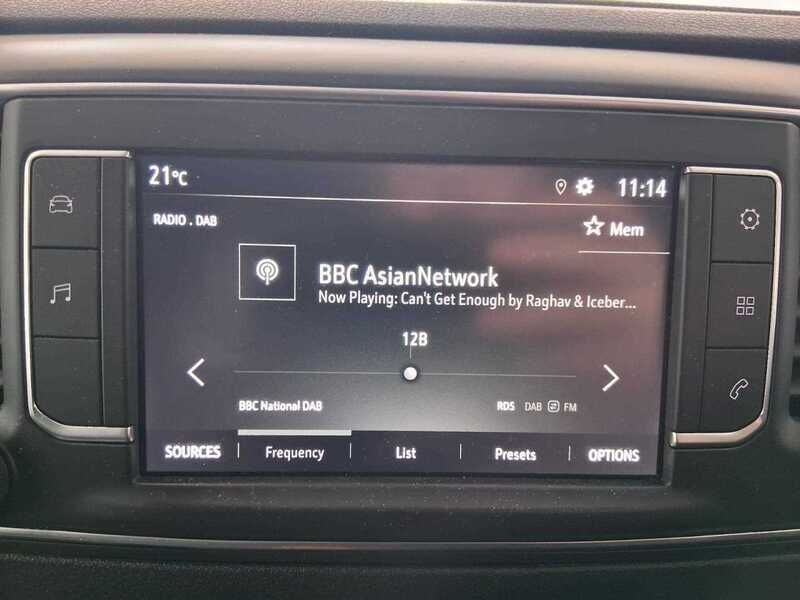 21°C 11:14
RADIO . DAB
Mem
BBC AsianNetwork
Now Playing: Can't Get Enough by Raghav & Iceber...
12B
BBC National DAB RDS DAB FM
SOURCES Frequency List Presets OPTIONS